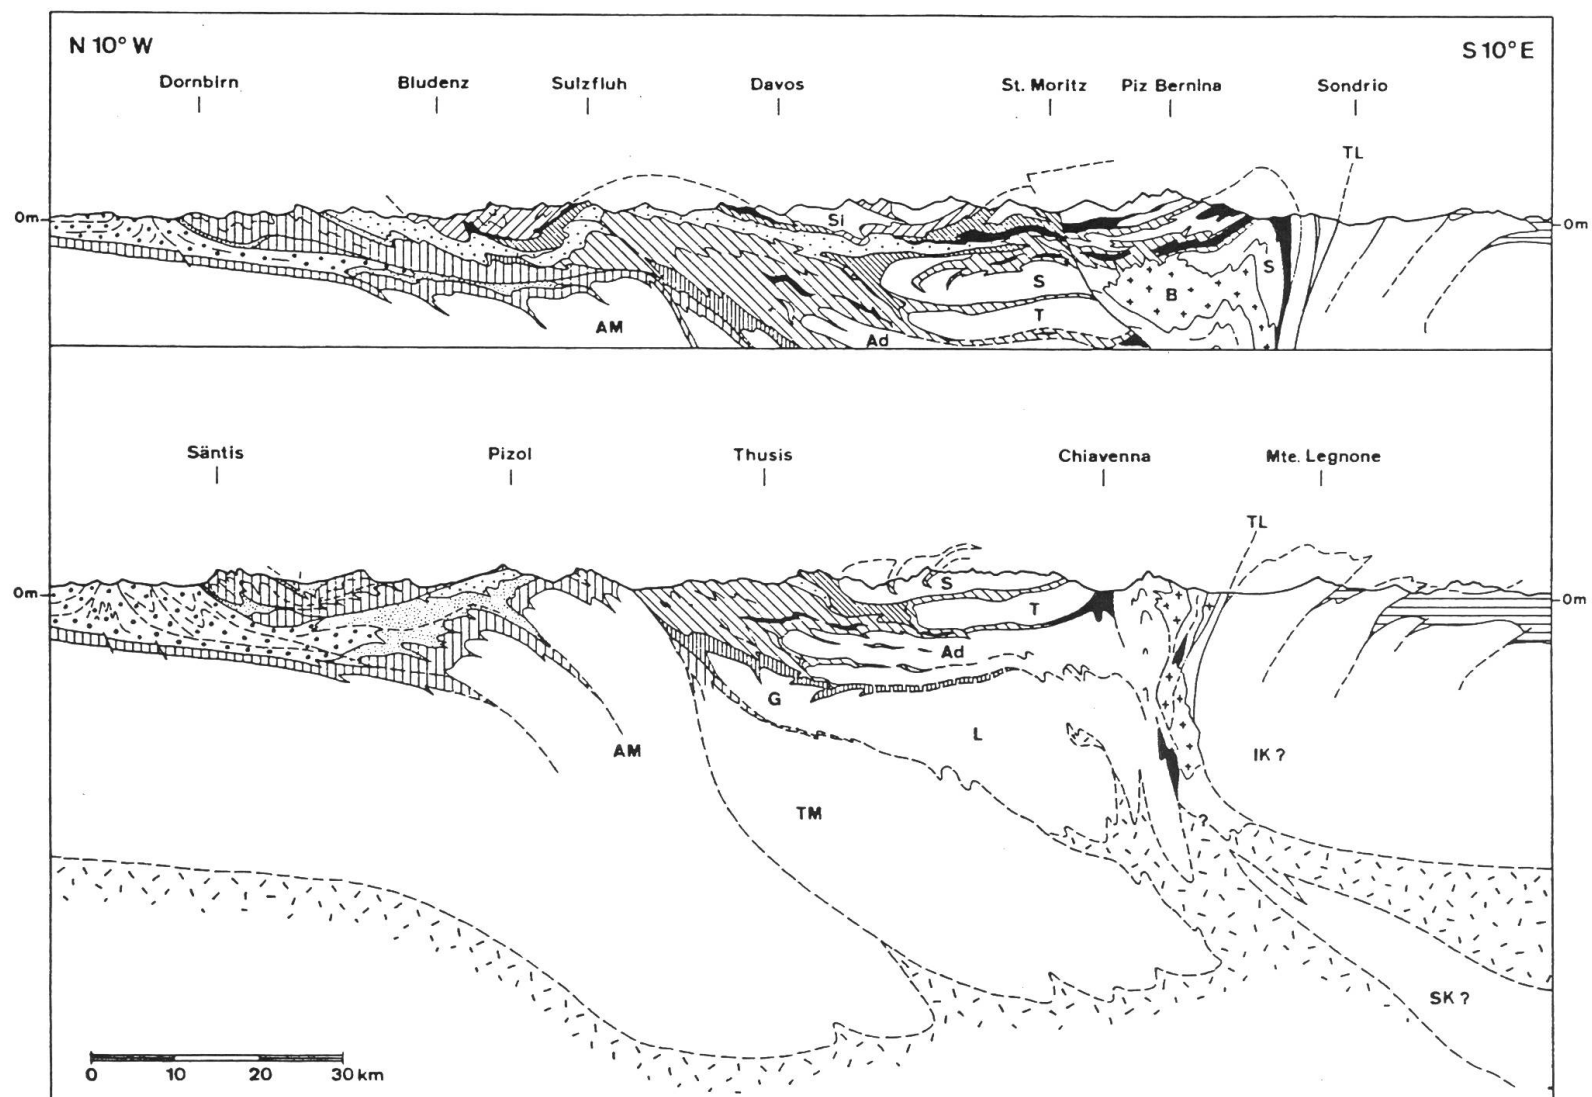 N 10° W
S 10° E
Dornbirn Bludenz Sulzfluh Davos St. Moritz Piz Bernina Sondrio
TL
0m
0m
Si
S
S
B
T
AM
Ad
Säntis Pizol Thusis Chiavenna Mte. Legnone
TL
0m
0m
S
T
Ad
G
L
AM
IK ?
TM
?
SK ?
0 10 20 30 km